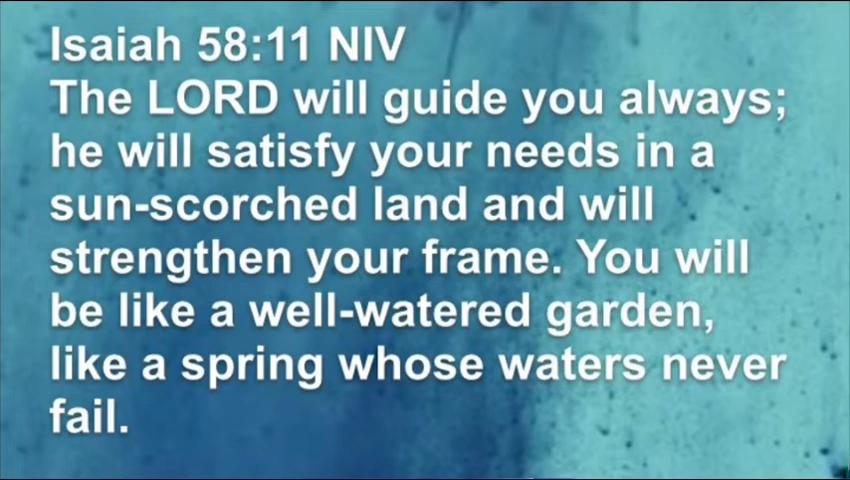 Isaiah 58:11 NIV
The LORD will guide you always;
he will satisfy your needs in a
sun-scorched land and will
strengthen your frame. You will
be like a well-watered garden,
like a spring whose waters never
fail.